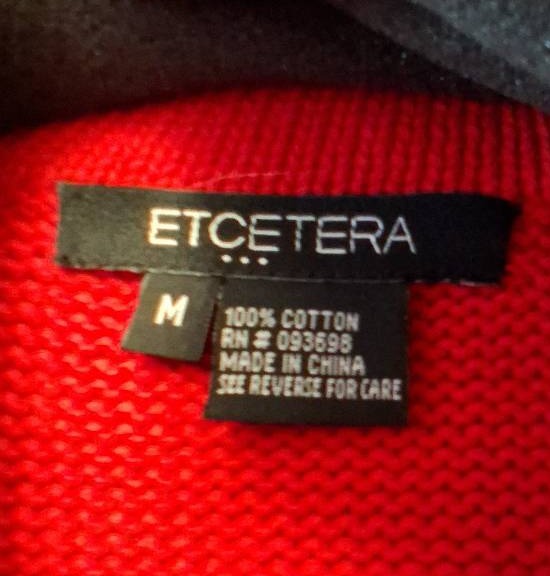 ETCETERA
...
M
100% COTTON
RN # 093698
MADE IN CHINA
SEE REVERSE FOR CARE